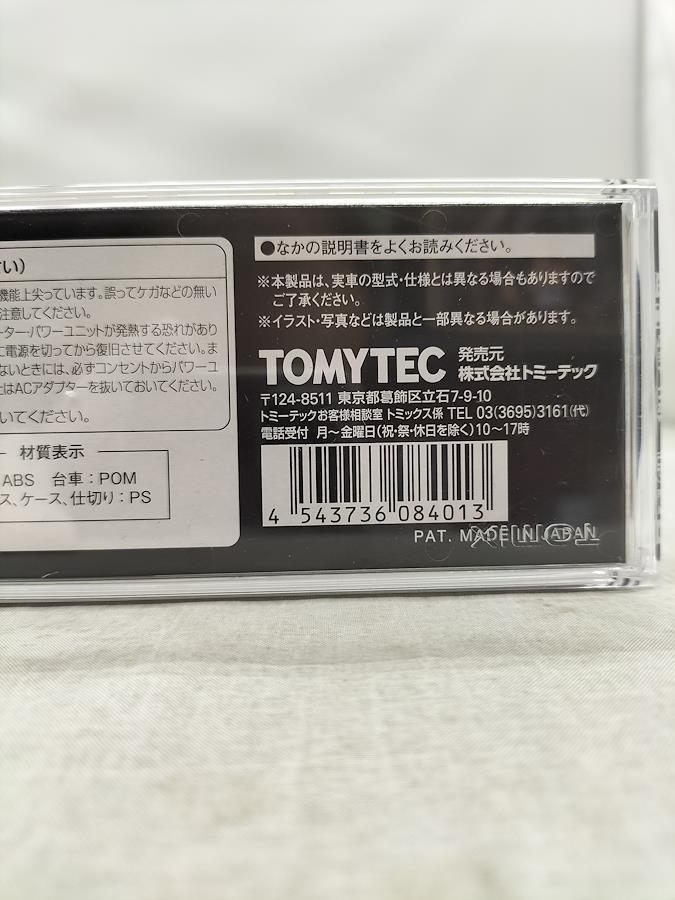 い)
機能上尖っています。誤ってケガなどの無い
注意してください。
ーター・パワーユニットが発熱する恐れがあり
に電源を切ってから復旧させてください。ま
ないときには、必ずコンセントからパワーユ
はACアダプターを抜いておいてください。
いてください。
材質表示
ABS 台車：POM
ス、ケース、仕切り：PS
●なかの説明書をよくお読みください。
※本製品は、実車の型式・仕様とは異なる場合もありますので
ご了承ください。
※イラスト・写真などは製品と一部異なる場合があります。
TOMYTEC 発売元
株式会社トミーテック
〒124-8511 東京都葛飾区立石7-9-10
トミーテックお客様相談室 トミックス係 TEL 03(3695)3161(代)
電話受付 月～金曜日(祝・祭・休日を除く)10～17時
4 543736 084013
PAT. MADE IN JAPAN
TOMIX